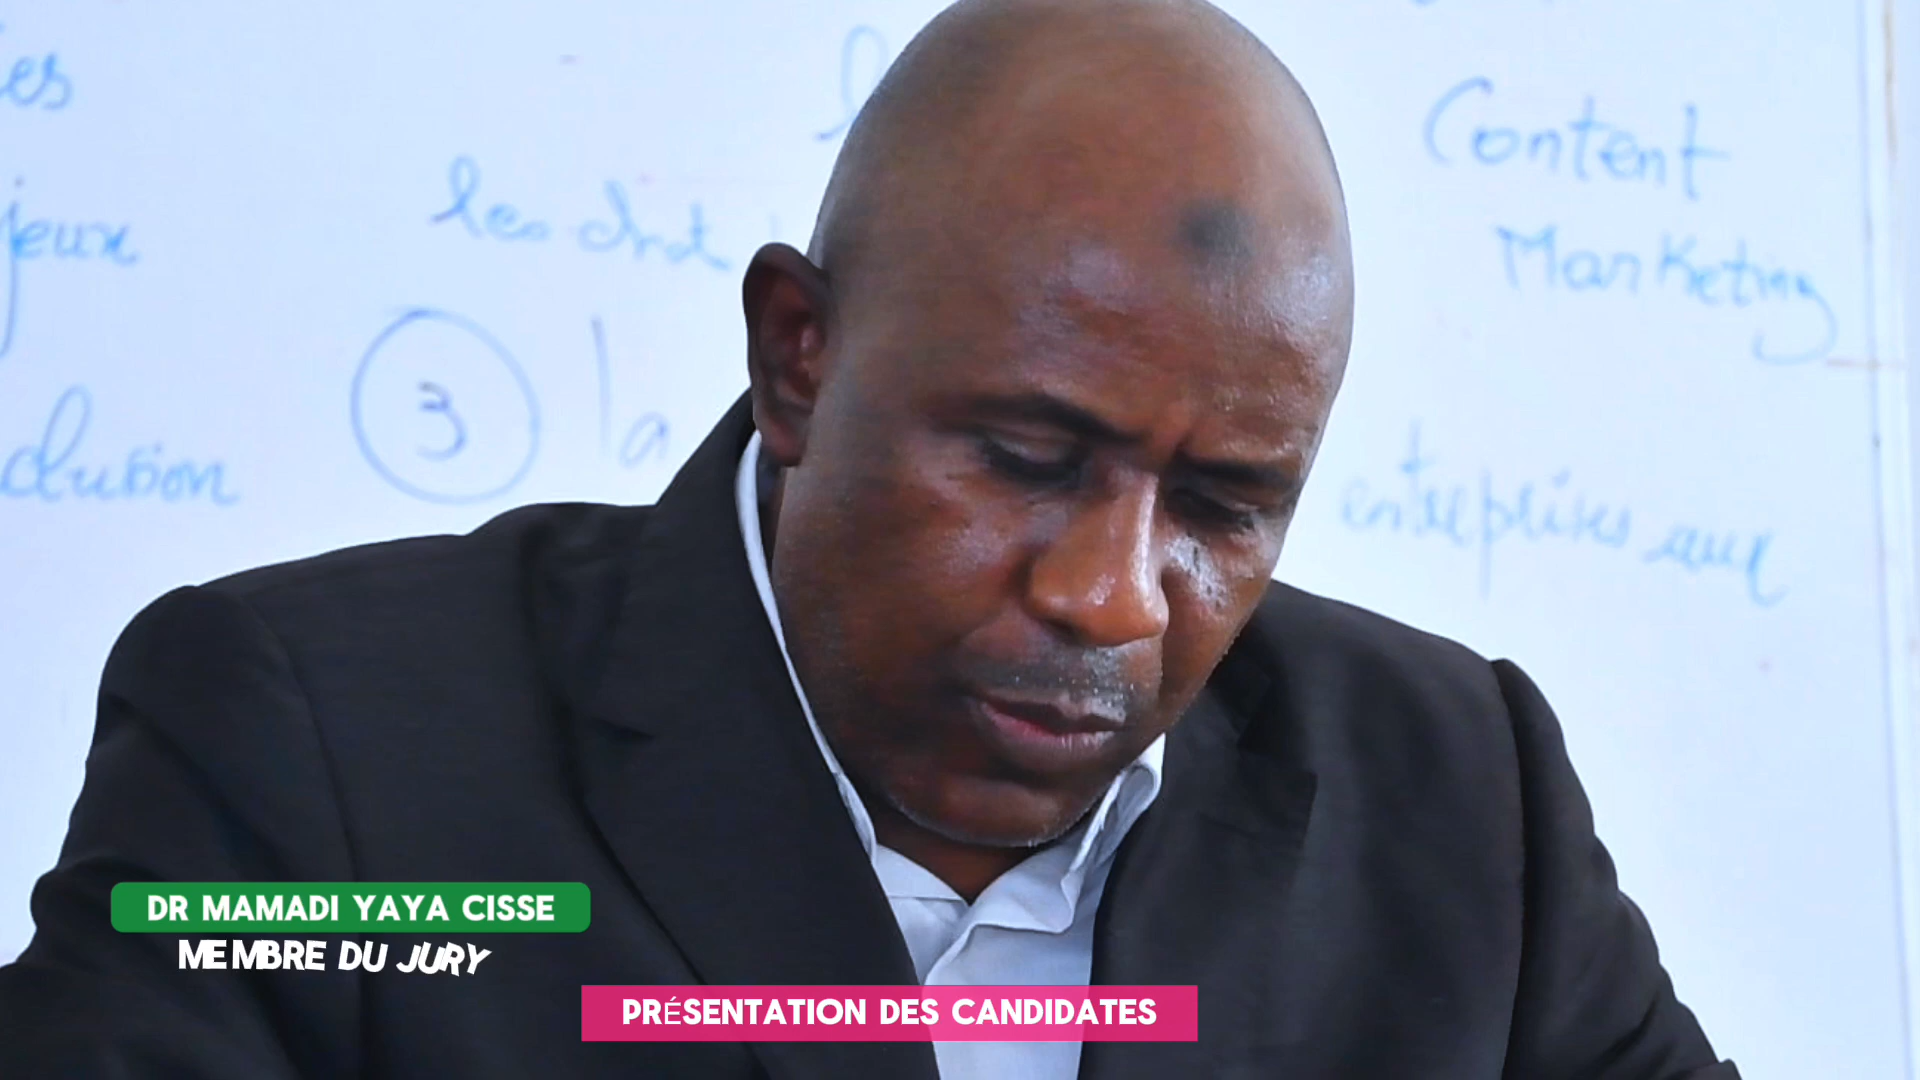 es
Content
les
jeux
Marketing
3
la
clusion
entreprises aux
DR MAMADI YAYA CISSE
MEMBRE DU JURY
PRÉSENTATION DES CANDIDATES